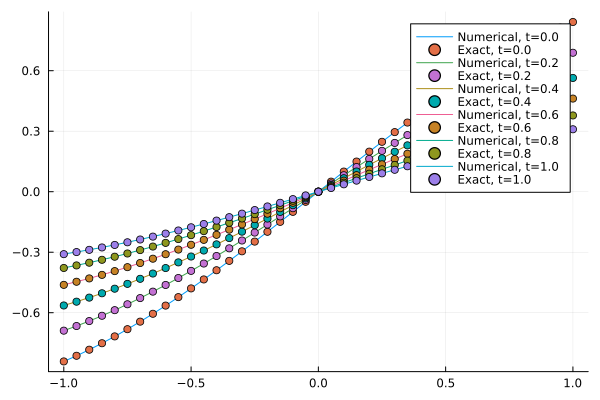 Numerical, t=0.0
Exact, t=0.0
Numerical, t=0.2
Exact, t=0.2
Numerical, t=0.4
Exact, t=0.4
Numerical, t=0.6
Exact, t=0.6
Numerical, t=0.8
Exact, t=0.8
Numerical, t=1.0
Exact, t=1.0
0.6
0.3
0.0
−0.3
−0.6
−1.0 −0.5 0.0 0.5 1.0